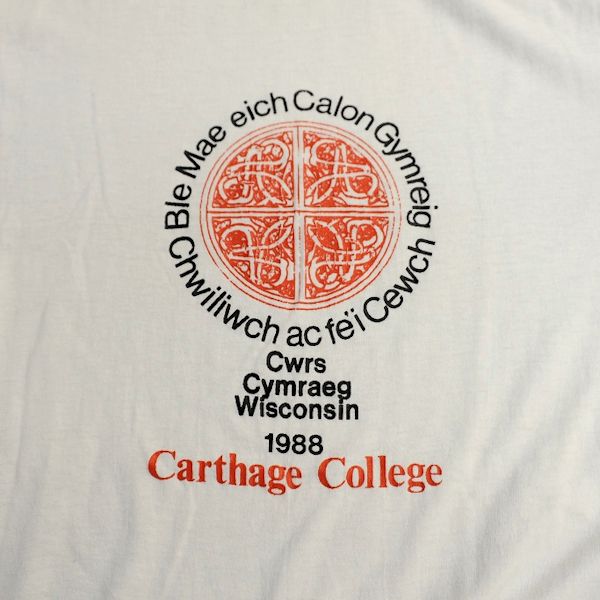 O Ble Mae eich Calon Gymreig
Chwiliwch ac fe'i Cewch
Cwrs
Cymraeg
Wisconsin
1988
Carthage College